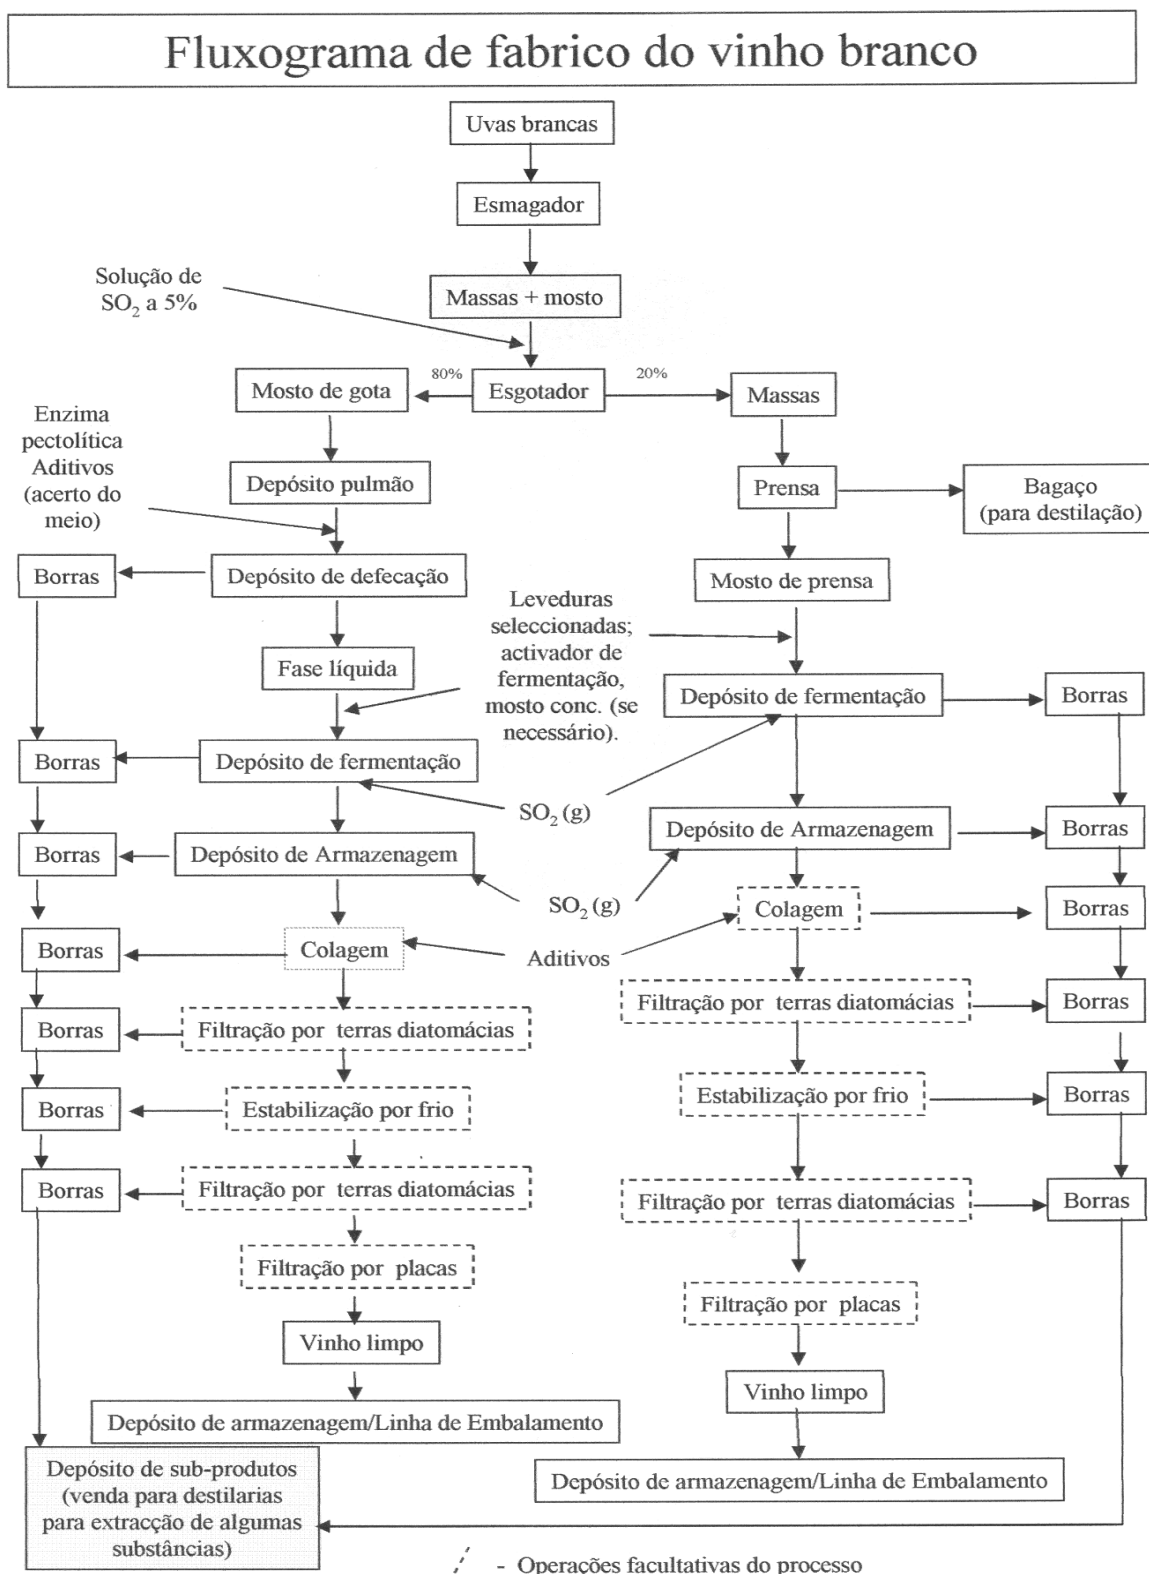 Fluxograma de fabrico do vinho branco
Uvas brancas
Esmagador
Solução de
SO₂ a 5%
Massas + mosto
80%
20%
Mosto de gota
Esgotador
Massas
Enzima
pectolítica
Aditivos
(acerto do
meio)
Depósito pulmão
Prensa
Bagaço
(para destilação)
Borras
Depósito de defecação
Mosto de prensa
Leveduras
seleccionadas;
activador de
fermentação,
mosto conc. (se
necessário).
Fase líquida
Depósito de fermentação
Borras
Borras
Depósito de fermentação
SO₂ (g)
Depósito de Armazenagem
Borras
Borras
Depósito de Armazenagem
SO₂ (g)
Colagem
Borras
Borras
Colagem
Aditivos
Filtração por terras diatomácias
Borras
Borras
Filtração por terras diatomácias
Estabilização por frio
Borras
Borras
Estabilização por frio
Borras
Filtração por terras diatomácias
Filtração por terras diatomácias
Borras
Filtração por placas
Filtração por placas
Vinho limpo
Vinho limpo
Depósito de armazenagem/Linha de Embalamento
Depósito de sub-produtos
(venda para destilarias
para extracção de algumas
substâncias)
Depósito de armazenagem/Linha de Embalamento
- Operações facultativas do processo